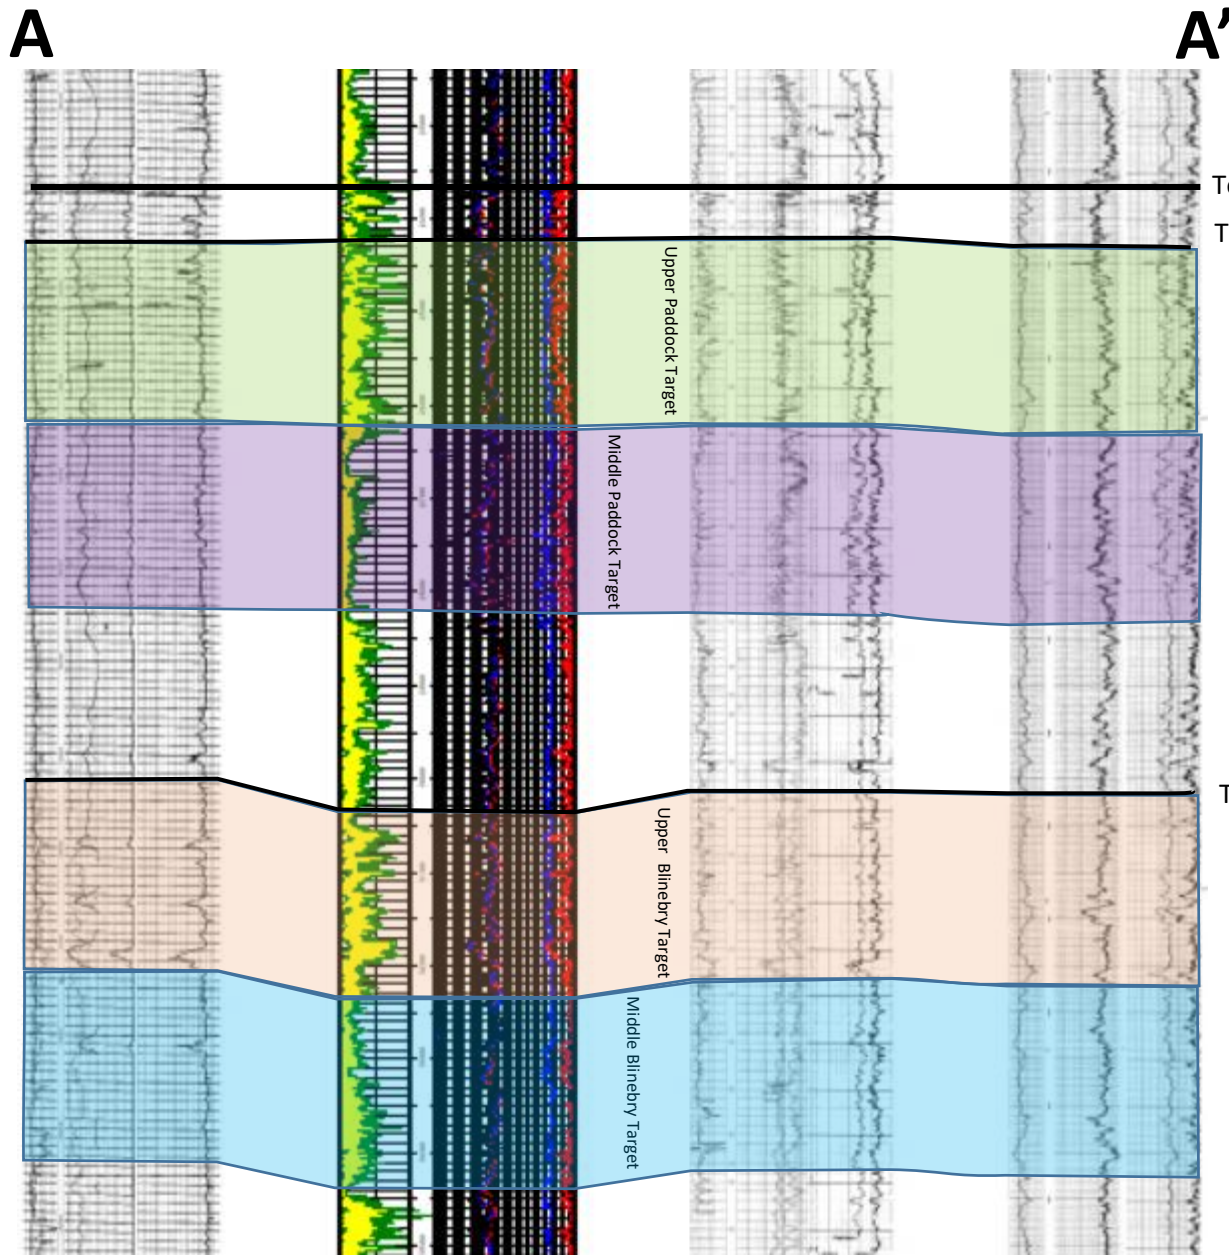 A
A’
T
T
Upper Paddock Target
Middle Paddock Target
T
Upper Blinebry Target
Middle Blinebry Target